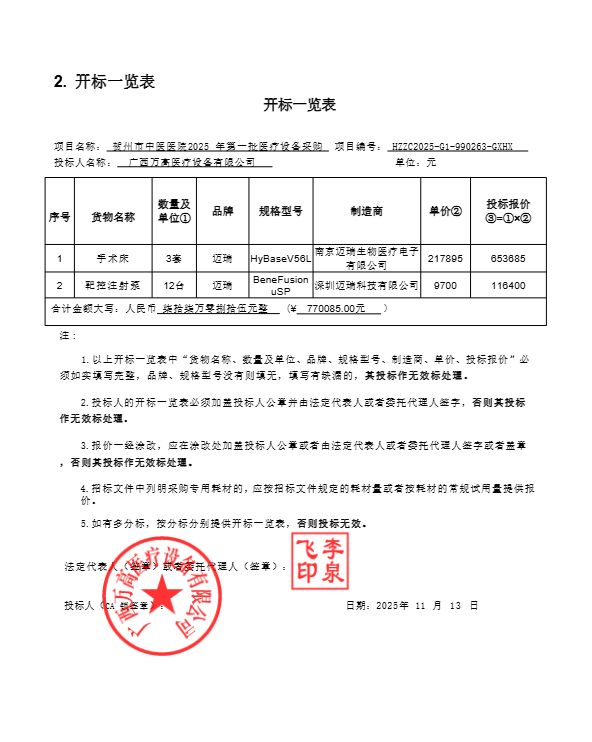 2. 开标一览表
开标一览表
项目名称： 贺州市中医医院2025 年第一批医疗设备采购 项目编号： HZZC2025-G1-990263-GXHX
投标人名称： 广西万高医疗设备有限公司 单位：元
序号 货物名称 数量及单位① 品牌 规格型号 制造商 单价② 投标报价③=①×②
1 手术床 3套 迈瑞 HyBaseV56L 南京迈瑞生物医疗电子有限公司 217895 653685
2 靶控注射泵 12台 迈瑞 BeneFusion uSP 深圳迈瑞科技有限公司 9700 116400
合计金额大写：人民币 柒拾柒万零捌拾伍元整 （¥ 770085.00元 ）
注：
1.以上开标一览表中“货物名称、数量及单位、品牌、规格型号、制造商、单价、投标报价”必
须如实填写完整，品牌、规格型号没有则填无，填写有缺漏的，其投标作无效标处理。
2.投标人的开标一览表必须加盖投标人公章并由法定代表人或者委托代理人签字，否则其投标
作无效标处理。
3.报价一经涂改，应在涂改处加盖投标人公章或者由法定代表人或者委托代理人签字或者盖章
，否则其投标作无效标处理。
4.招标文件中列明采购专用耗材的，应按招标文件规定的耗材量或者按耗材的常规试用量提供报
价。
5.如有多分标，按分标分别提供开标一览表，否则投标无效。
法定代表人（签章）或者委托代理人（签章）：
李泉飞印
投标人（CA 签章）：
日期：2025年 11 月 13 日
广西万高医疗设备有限公司